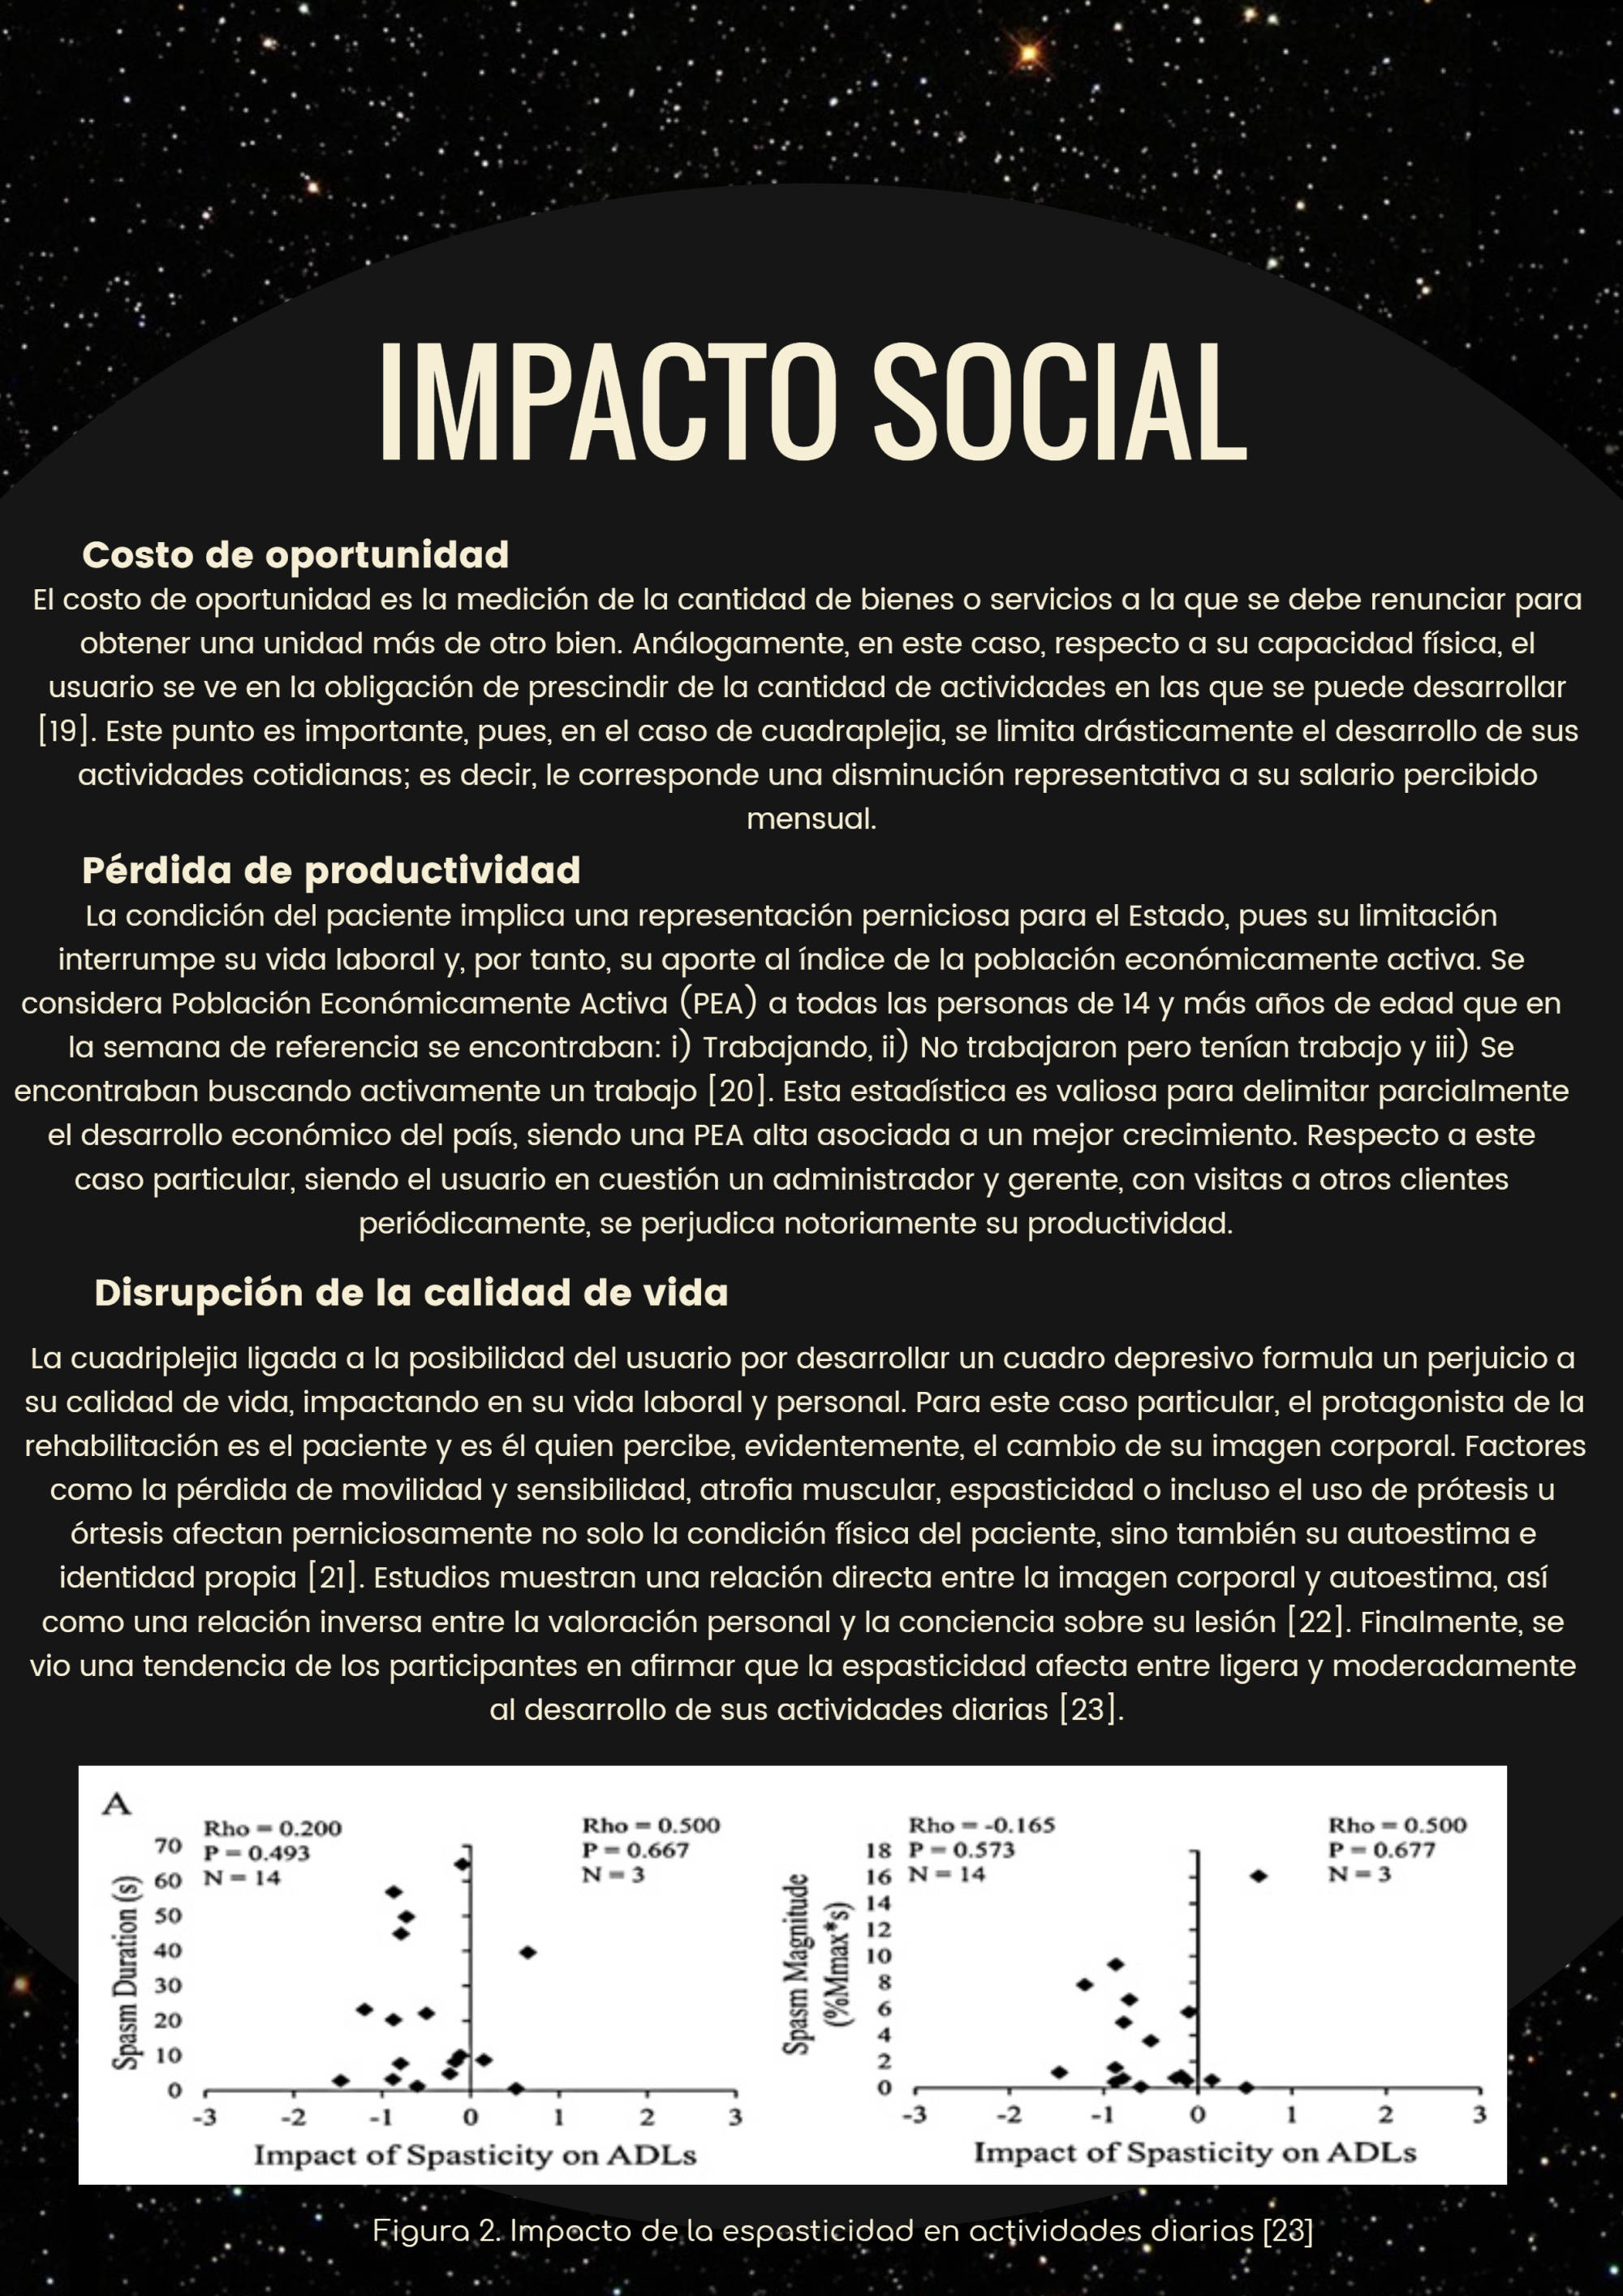 IMPACTO SOCIAL
Costo de oportunidad
El costo de oportunidad es la medición de la cantidad de bienes o servicios a la que se debe renunciar para
obtener una unidad más de otro bien. Análogamente, en este caso, respecto a su capacidad física, el
usuario se ve en la obligación de prescindir de la cantidad de actividades en las que se puede desarrollar
[19]. Este punto es importante, pues, en el caso de cuadraplejia, se limita drásticamente el desarrollo de sus
actividades cotidianas; es decir, le corresponde una disminución representativa a su salario percibido
mensual.
Pérdida de productividad
La condición del paciente implica una representación perniciosa para el Estado, pues su limitación
interrumpe su vida laboral y, por tanto, su aporte al índice de la población económicamente activa. Se
considera Población Económicamente Activa (PEA) a todas las personas de 14 y más años de edad que en
la semana de referencia se encontraban: i) Trabajando, ii) No trabajaron pero tenían trabajo y iii) Se
encontraban buscando activamente un trabajo [20]. Esta estadística es valiosa para delimitar parcialmente
el desarrollo económico del país, siendo una PEA alta asociada a un mejor crecimiento. Respecto a este
caso particular, siendo el usuario en cuestión un administrador y gerente, con visitas a otros clientes
periódicamente, se perjudica notoriamente su productividad.
Disrupción de la calidad de vida
La cuadriplejia ligada a la posibilidad del usuario por desarrollar un cuadro depresivo formula un perjuicio a
su calidad de vida, impactando en su vida laboral y personal. Para este caso particular, el protagonista de la
rehabilitación es el paciente y es él quien percibe, evidentemente, el cambio de su imagen corporal. Factores
como la pérdida de movilidad y sensibilidad, atrofia muscular, espasticidad o incluso el uso de prótesis u
órtesis afectan perniciosamente no solo la condición física del paciente, sino también su autoestima e
identidad propia [21]. Estudios muestran una relación directa entre la imagen corporal y autoestima, así
como una relación inversa entre la valoración personal y la conciencia sobre su lesión [22]. Finalmente, se
vio una tendencia de los participantes en afirmar que la espasticidad afecta entre ligera y moderadamente
al desarrollo de sus actividades diarias [23].
A
Rho = 0.200
P = 0.493
N = 14
Rho = 0.500
P = 0.667
N = 3
Spasm Duration (s)
70
60
50
40
30
20
10
0
-3 -2 -1 0 1 2 3
Impact of Spasticity on ADLs
Rho = -0.165
P = 0.573
N = 14
Rho = 0.500
P = 0.677
N = 3
Spasm Magnitude
(%Mmax*s)
18
16
14
12
10
8
6
4
2
0
-3 -2 -1 0 1 2 3
Impact of Spasticity on ADLs
Figura 2. Impacto de la espasticidad en actividades diarias [23]